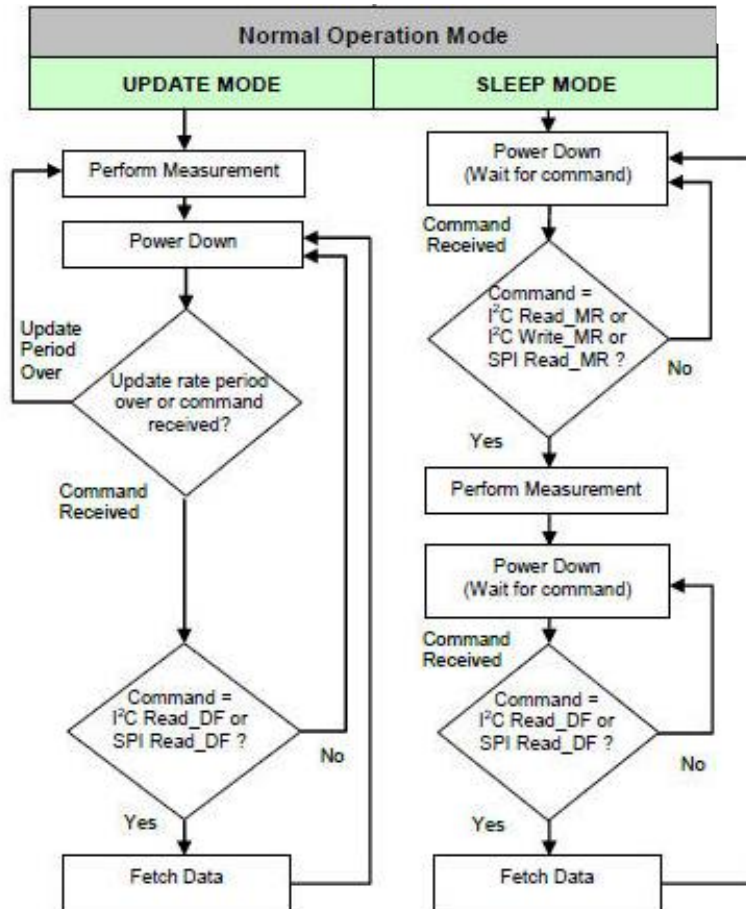 Normal Operation Mode
UPDATE MODE
SLEEP MODE
Perform Measurement
Power Down
Update
Period
Over
Update rate period
over or command
received?
Command
Received
Command =
I²C Read_DF or
SPI Read_DF ?
No
Yes
Fetch Data
Power Down
(Wait for command)
Command
Received
Command =
I²C Read_MR or
I²C Write_MR or
SPI Read_MR ?
No
Yes
Perform Measurement
Power Down
(Wait for command)
Command
Received
Command =
I²C Read_DF or
SPI Read_DF ?
No
Yes
Fetch Data